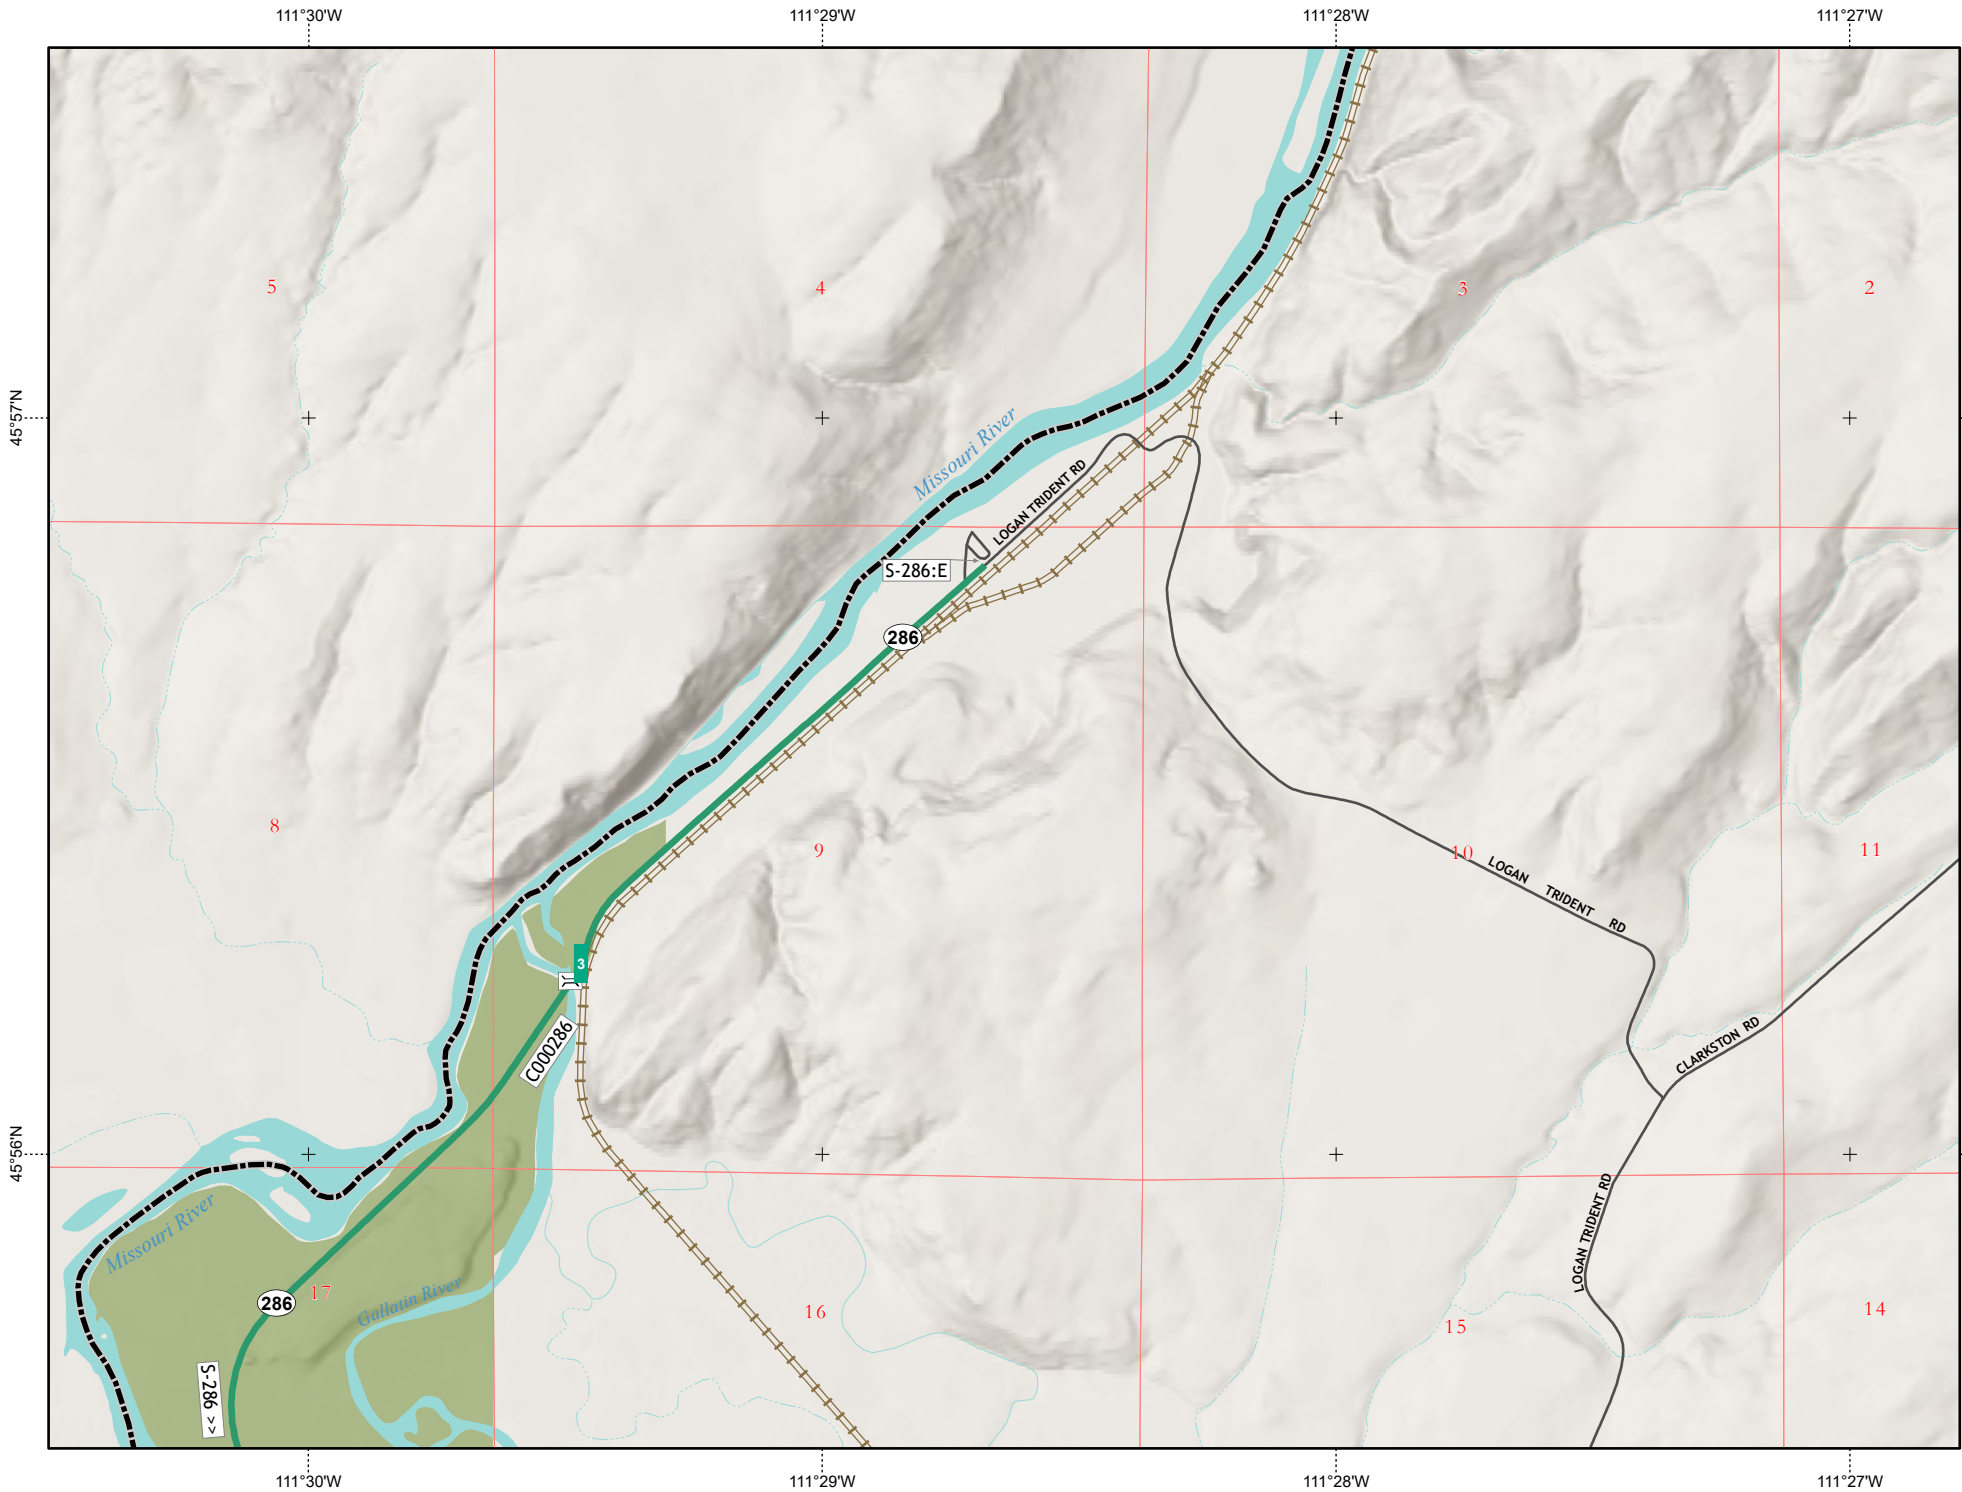 111°30'W
111°29'W
111°28'W
111°27'W
5
4
3
2
45°57'N
Missouri River
LOGAN TRIDENT RD
S-286:E
286
8
9
10
11
LOGAN TRIDENT RD
3
C000286
CLARKSTON RD
45°56'N
Missouri River
LOGAN TRIDENT RD
17
286
Gallatin River
16
15
14
S-286 >>
111°30'W
111°29'W
111°28'W
111°27'W